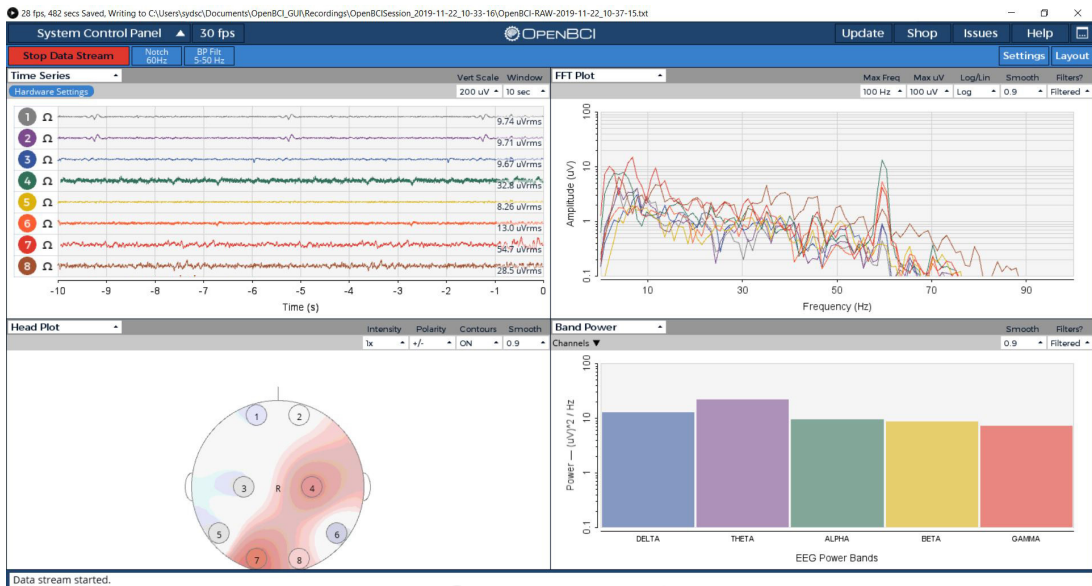 28 fps, 482 secs Saved, Writing to C:\Users\sydsc\Documents\OpenBCI_GUI\Recordings\OpenBCISession_2019-11-22_10-33-16\OpenBCI-RAW-2019-11-22_10-37-15.txt
System Control Panel 30 fps OPENBCI Update Shop Issues Help
Stop Data Stream Notch 60Hz BP Filt 5-50 Hz Settings Layout
Time Series Vert Scale Window
Hardware Settings 200 uV 10 sec
1 Ω 9.74 uVrms
2 Ω 9.71 uVrms
3 Ω 9.67 uVrms
4 Ω 32.8 uVrms
5 Ω 8.26 uVrms
6 Ω 13.0 uVrms
7 Ω 54.7 uVrms
8 Ω 28.5 uVrms
-10 -9 -8 -7 -6 -5 -4 -3 -2 -1 0
Time (s)
FFT Plot Max Freq Max uV Log/Lin Smooth Filters?
100 Hz 100 uV Log 0.9 Filtered
Amplitude (uV)
100
10
1
0.1
10 30 50 70 90
Frequency (Hz)
Head Plot Intensity Polarity Contours Smooth
1x +/- ON 0.9
1 2
3 R 4
5 6
7 8
Band Power Smooth Filters?
Channels ▼ 0.9 Filtered
Power — (uV)^2 / Hz
100
10
1
0.1
DELTA THETA ALPHA BETA GAMMA
EEG Power Bands
Data stream started.